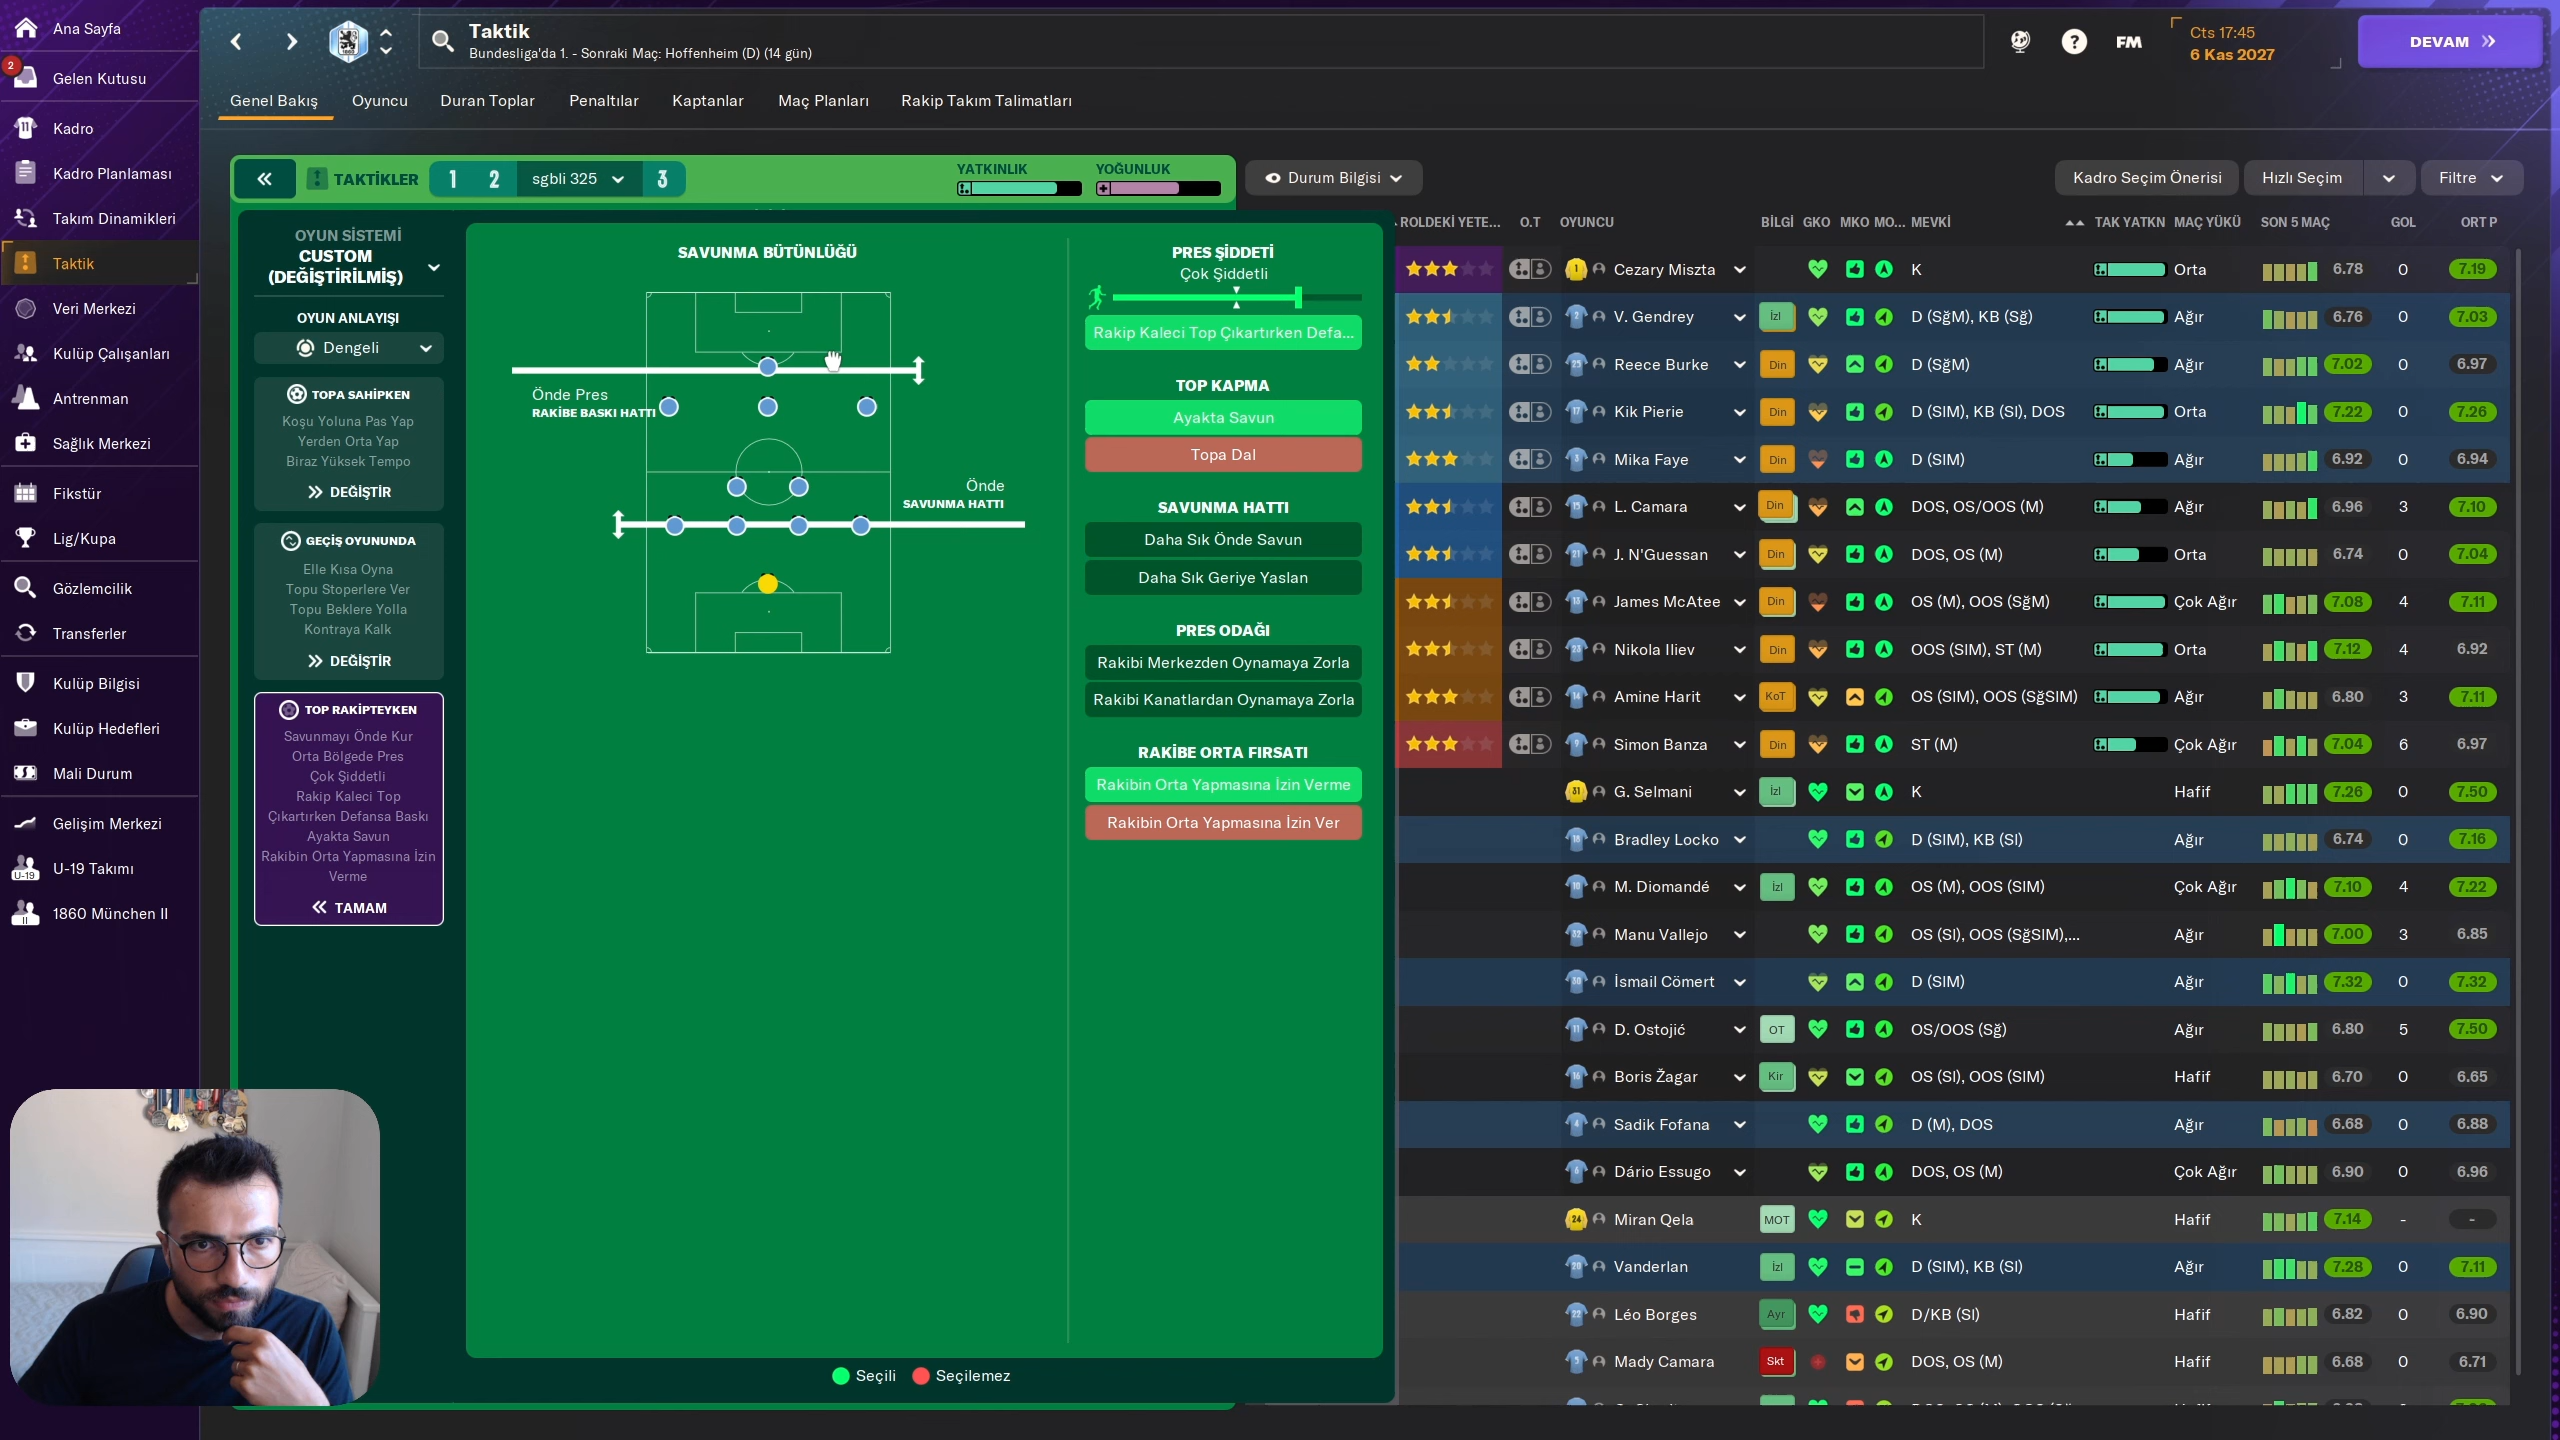 Ana Sayfa
2
Gelen Kutusu
Kadro
Kadro Planlaması
Takım Dinamikleri
Taktik
Veri Merkezi
Kulüp Çalışanları
Antrenman
Sağlık Merkezi
Fikstür
Lig/Kupa
Gözlemcilik
Transferler
Kulüp Bilgisi
Kulüp Hedefleri
Mali Durum
Gelişim Merkezi
U-19 Takımı
1860 München II
Taktik
Bundesliga'da 1. - Sonraki Maç: Hoffenheim (D) (14 gün)
FM
Cts 17:45
6 Kas 2027
DEVAM
Genel Bakış Oyuncu Duran Toplar Penaltılar Kaptanlar Maç Planları Rakip Takım Talimatları
TAKTİKLER 1 2 sgbli 325 3
YATKINLIK YOĞUNLUK
Durum Bilgisi
Kadro Seçim Önerisi Hızlı Seçim Filtre
OYUN SİSTEMİ
CUSTOM
(DEĞİŞTİRİLMİŞ)
OYUN ANLAYIŞI
Dengeli
TOPA SAHİPKEN
Koşu Yoluna Pas Yap
Yerden Orta Yap
Biraz Yüksek Tempo
DEĞİŞTİR
GEÇİŞ OYUNUNDA
Elle Kısa Oyna
Topu Stoperlere Ver
Topu Beklere Yolla
Kontraya Kalk
DEĞİŞTİR
TOP RAKİPTEYKEN
Savunmayı Önde Kur
Orta Bölgede Pres
Çok Şiddetli
Rakip Kaleci Top
Çıkartırken Defansa Baskı
Ayakta Savun
Rakibin Orta Yapmasına İzin
Verme
TAMAM
SAVUNMA BÜTÜNLÜĞÜ
Önde Pres
RAKİBE BASKI HATTI
Önde
SAVUNMA HATTI
PRES ŞİDDETİ
Çok Şiddetli
Rakip Kaleci Top Çıkartırken Defa...
TOP KAPMA
Ayakta Savun
Topa Dal
SAVUNMA HATTI
Daha Sık Önde Savun
Daha Sık Geriye Yaslan
PRES ODAĞI
Rakibi Merkezden Oynamaya Zorla
Rakibi Kanatlardan Oynamaya Zorla
RAKİBE ORTA FIRSATI
Rakibin Orta Yapmasına İzin Verme
Rakibin Orta Yapmasına İzin Ver
Seçili Seçilemez
ROLDEKİ YETE... O.T OYUNCU BİLGİ GKO MKO MO... MEVKİ TAK YATKN MAÇ YÜKÜ SON 5 MAÇ GOL ORT P
Cezary Miszta K Orta 6.78 0 7.19
V. Gendrey İzl D (SğM), KB (Sğ) Ağır 6.76 0 7.03
Reece Burke Din D (SğM) Ağır 7.02 0 6.97
Kik Pierie Din D (SlM), KB (Sl), DOS Orta 7.22 0 7.26
Mika Faye Din D (SlM) Ağır 6.92 0 6.94
L. Camara Din DOS, OS/OOS (M) Ağır 6.96 3 7.10
J. N'Guessan Din DOS, OS (M) Orta 6.74 0 7.04
James McAtee Din OS (M), OOS (SğM) Çok Ağır 7.08 4 7.11
Nikola Iliev Din OOS (SlM), ST (M) Orta 7.12 4 6.92
Amine Harit KoT OS (SlM), OOS (SğSlM) Ağır 6.80 3 7.11
Simon Banza Din ST (M) Çok Ağır 7.04 6 6.97
G. Selmani İzl K Hafif 7.26 0 7.50
Bradley Locko D (SlM), KB (Sl) Ağır 6.74 0 7.16
M. Diomandé İzl OS (M), OOS (SlM) Çok Ağır 7.10 4 7.22
Manu Vallejo OS (Sl), OOS (SğSlM),... Ağır 7.00 3 6.85
İsmail Cömert D (SlM) Ağır 7.32 0 7.32
D. Ostojić OT OS/OOS (Sğ) Ağır 6.80 5 7.50
Boris Žagar Kir OS (Sl), OOS (SlM) Hafif 6.70 0 6.65
Sadik Fofana D (M), DOS Ağır 6.68 0 6.88
Dário Essugo DOS, OS (M) Çok Ağır 6.90 0 6.96
Miran Qela MOT K Hafif 7.14 - -
Vanderlan İzl D (SlM), KB (Sl) Ağır 7.28 0 7.11
Léo Borges Ayr D/KB (Sl) Hafif 6.82 0 6.90
Mady Camara Skt DOS, OS (M) Hafif 6.68 0 6.71